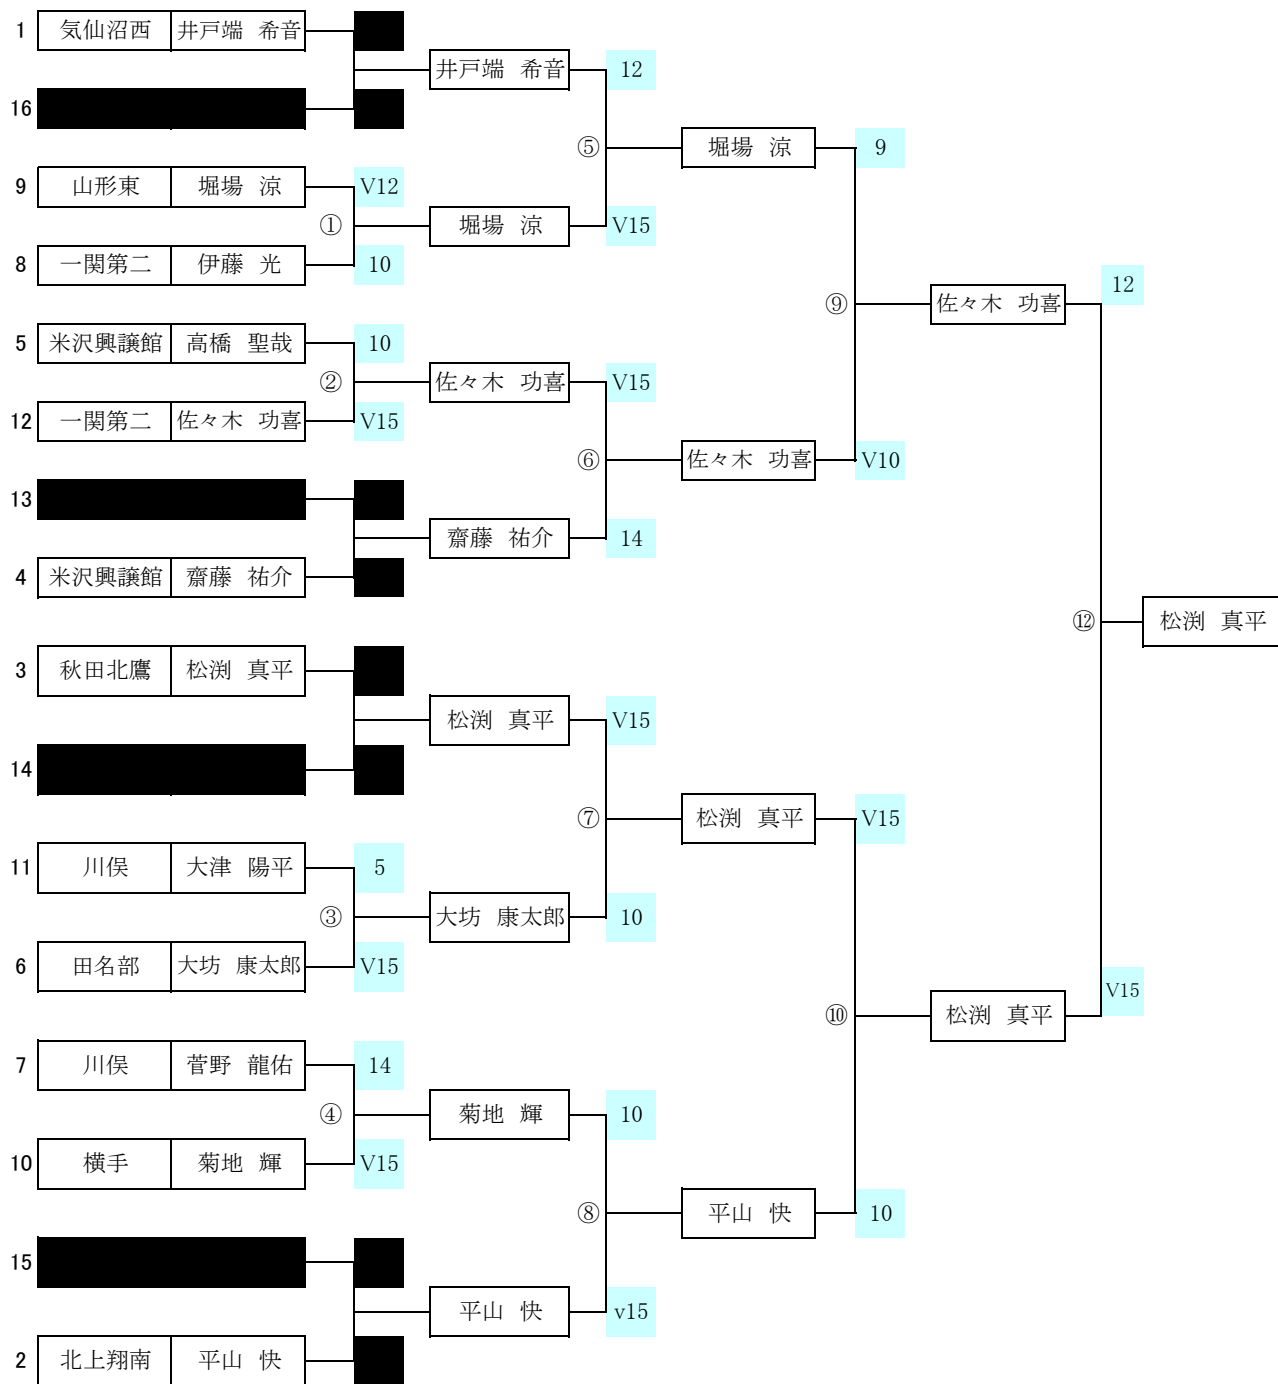 1 気仙沼西 井戸端 希音
井戸端 希音 12
16
⑤ 堀場 涼 9
9 山形東 堀場 涼 V12
① 堀場 涼 V15
8 一関第二 伊藤 光 10
⑨ 佐々木 功喜 12
5 米沢興譲館 高橋 聖哉 10
② 佐々木 功喜 V15
12 一関第二 佐々木 功喜 V15
⑥ 佐々木 功喜 V10
13
齋藤 祐介 14
4 米沢興譲館 齋藤 祐介
⑫ 松渕 真平
3 秋田北鷹 松渕 真平
松渕 真平 V15
14
⑦ 松渕 真平 V15
11 川俣 大津 陽平 5
③ 大坊 康太郎 10
6 田名部 大坊 康太郎 V15
V15
⑩ 松渕 真平
7 川俣 菅野 龍佑 14
④ 菊地 輝 10
10 横手 菊地 輝 V15
⑧ 平山 快 10
15
平山 快 v15
2 北上翔南 平山 快